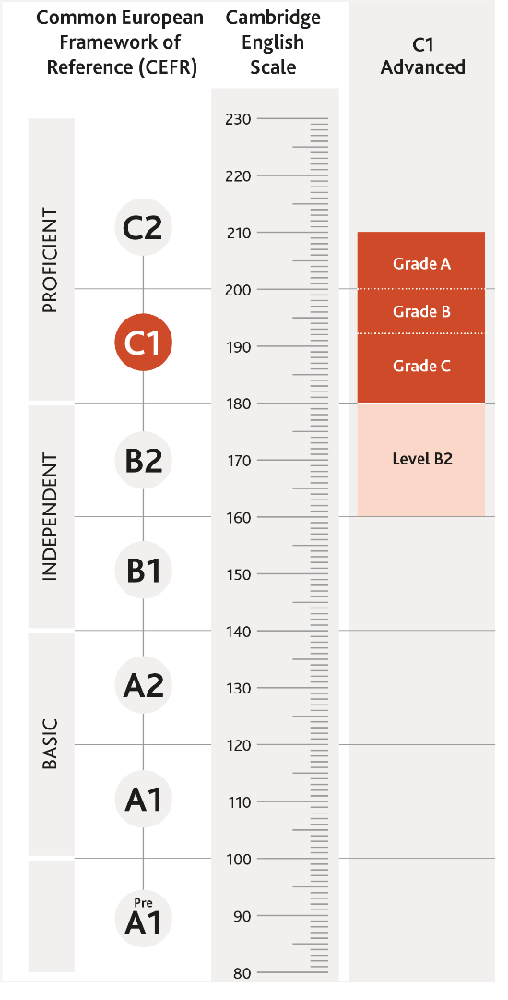 Common European
Framework of
Reference (CEFR)
Cambridge
English
Scale
C1
Advanced
PROFICIENT
INDEPENDENT
BASIC
C2
C1
B2
B1
A2
A1
Pre
A1
230
220
210
200
190
180
170
160
150
140
130
120
110
100
90
80
Grade A
Grade B
Grade C
Level B2